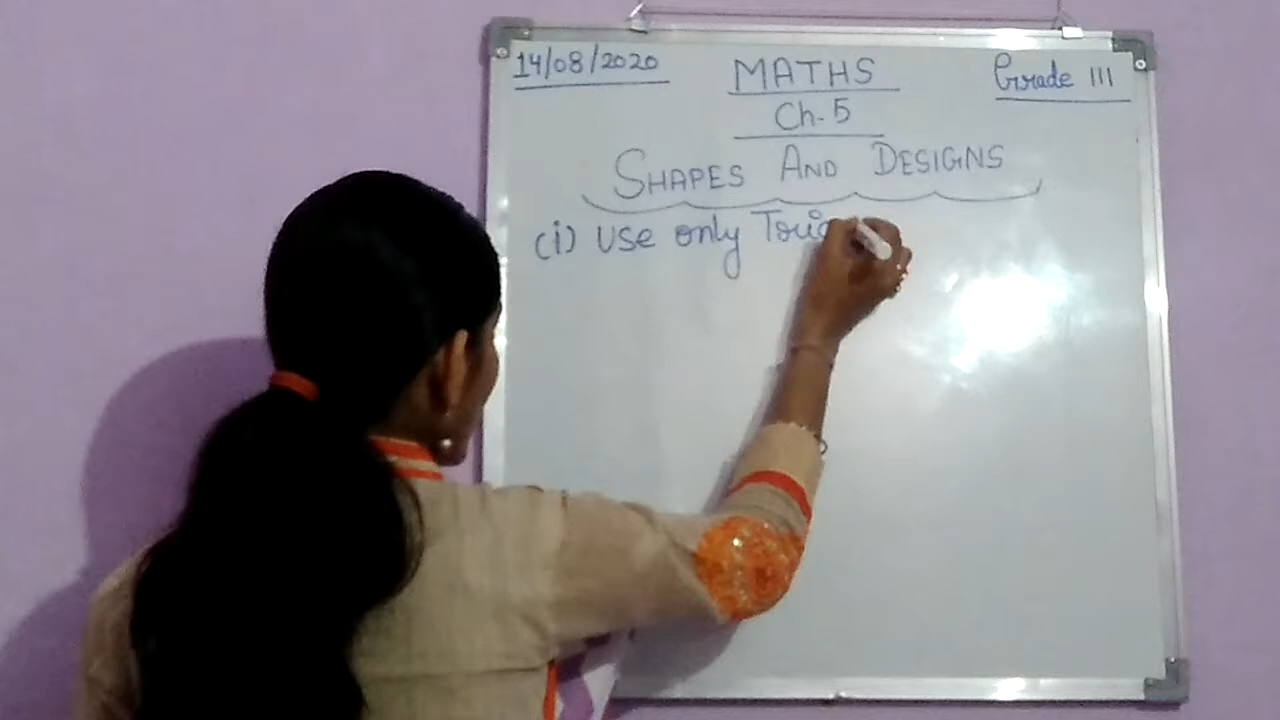 14/08/2020 MATHS Grade III
Ch-5
SHAPES AND DESIGNS
(i) Use only